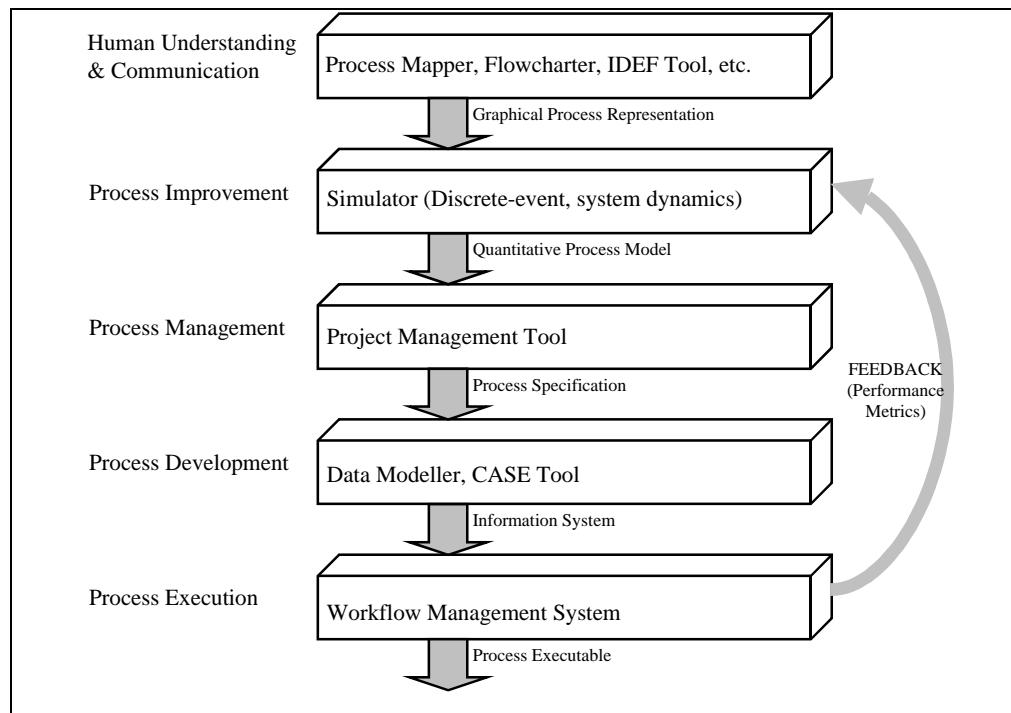 Human Understanding
& Communication
Process Mapper, Flowcharter, IDEF Tool, etc.
Graphical Process Representation
Process Improvement
Simulator (Discrete-event, system dynamics)
Quantitative Process Model
Process Management
Project Management Tool
FEEDBACK
(Performance
Metrics)
Process Specification
Process Development
Data Modeller, CASE Tool
Information System
Process Execution
Workflow Management System
Process Executable